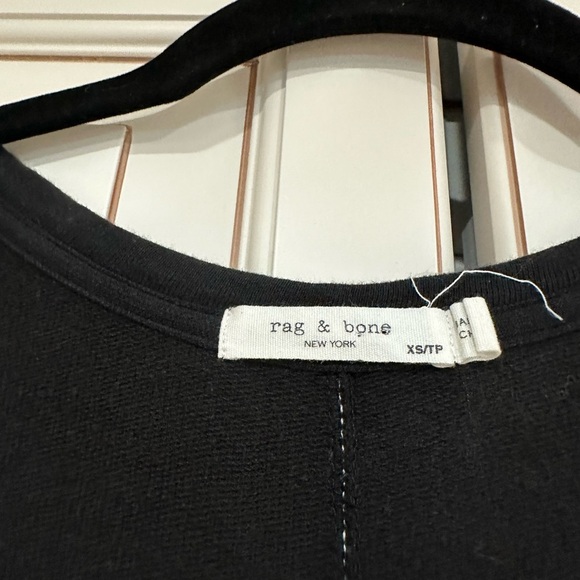 rag & bone
NEW YORK
XS/TP